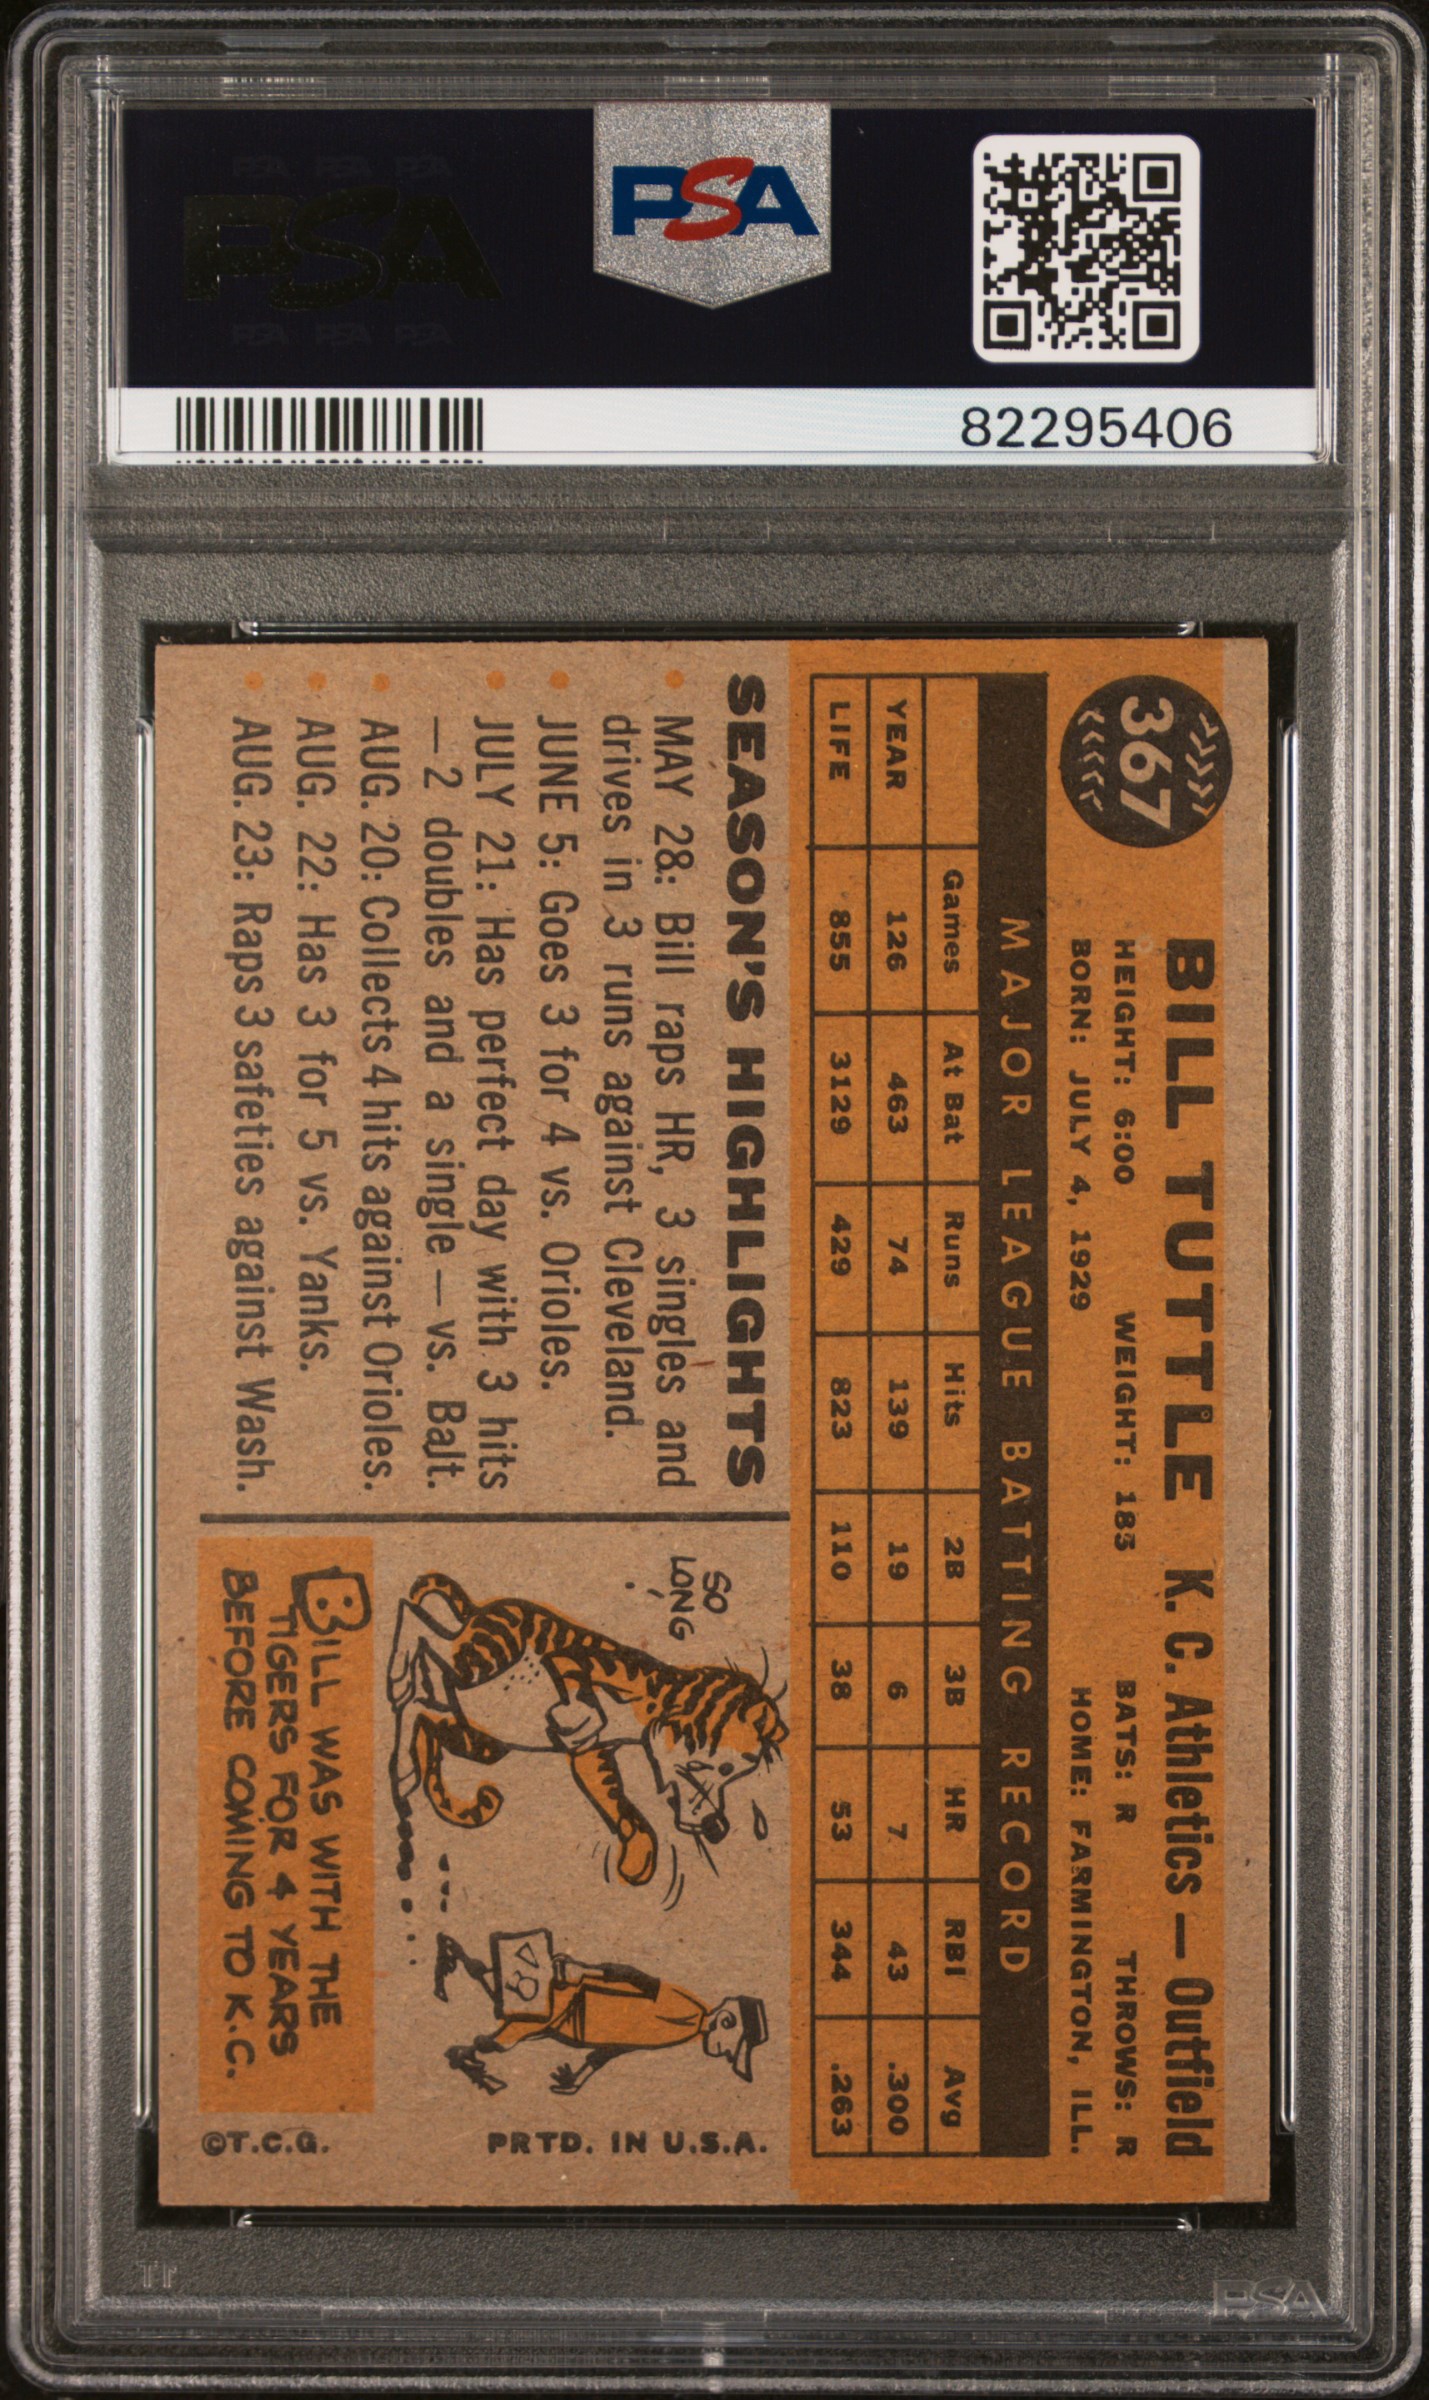 PSA PSA PSA
PSA
PSA PSA PSA
PSA
82295406
367
BILL TUTTLE K. C. Athletics — Outfield
HEIGHT: 6:00 WEIGHT: 185 BATS: R THROWS: R
BORN: JULY 4, 1929 HOME: FARMINGTON, ILL.
MAJOR LEAGUE BATTING RECORD
Games At Bat Runs Hits 2B 3B HR RBI Avg
YEAR 126 463 74 139 19 6 7 43 .300
LIFE 855 3129 429 823 110 38 53 344 .263
SEASON'S HIGHLIGHTS
MAY 28: Bill raps HR, 3 singles and
drives in 3 runs against Cleveland.
JUNE 5: Goes 3 for 4 vs. Orioles.
JULY 21: Has perfect day with 3 hits
—2 doubles and a single — vs. Balt.
AUG. 20: Collects 4 hits against Orioles.
AUG. 22: Has 3 for 5 vs. Yanks.
AUG. 23: Raps 3 safeties against Wash.
SO
LONG!
BILL WAS WITH THE
TIGERS FOR 4 YEARS
BEFORE COMING TO K.C.
PRTD. IN U.S.A.
©T.C.G.
PSA